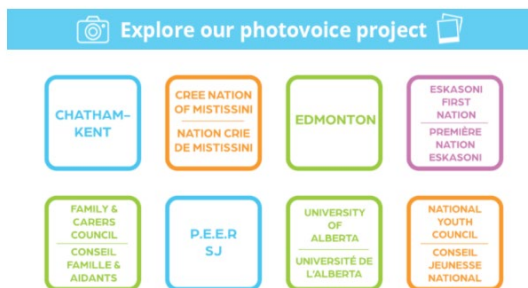 Explore our photovoice project
CHATHAM-
KENT
CREE NATION
OF MISTISSINI
NATION CRIE
DE MISTISSINI
EDMONTON
ESKASONI
FIRST
NATION
PREMIÈRE
NATION
ESKASONI
FAMILY &
CARERS
COUNCIL
CONSEIL
FAMILLE &
AIDANTS
P.E.E.R
SJ
UNIVERSITY
OF
ALBERTA
UNIVERSITÉ DE
L'ALBERTA
NATIONAL
YOUTH
COUNCIL
CONSEIL
JEUNESSE
NATIONAL